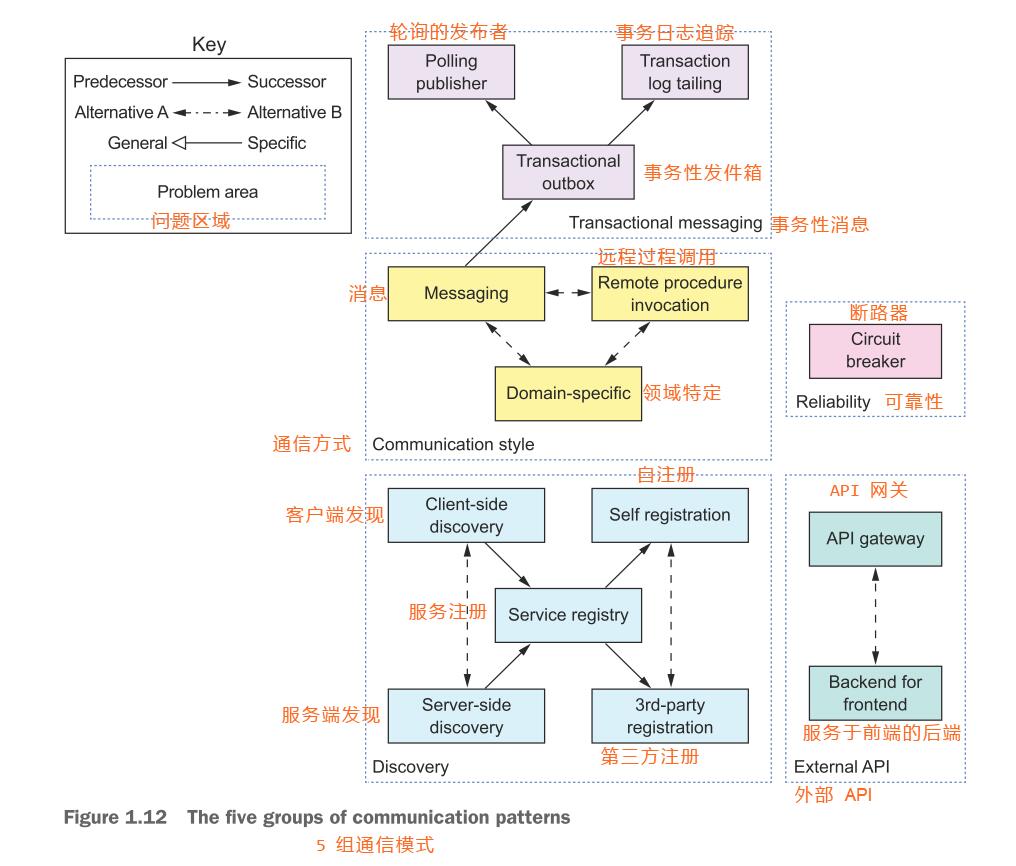 Key
Predecessor Successor
Alternative A Alternative B
General Specific
Problem area
问题区域
轮询的发布者
事务日志追踪
Polling
publisher
Transaction
log tailing
Transactional
outbox
事务性发件箱
Transactional messaging
事务性消息
远程过程调用
消息
Messaging
Remote procedure
invocation
Domain-specific
领域特定
通信方式
Communication style
断路器
Circuit
breaker
Reliability
可靠性
自注册
客户端发现
Client-side
discovery
Self registration
服务注册
Service registry
服务端发现
Server-side
discovery
3rd-party
registration
第三方注册
Discovery
API 网关
API gateway
Backend for
frontend
服务于前端的后端
External API
外部 API
Figure 1.12 The five groups of communication patterns
5 组通信模式